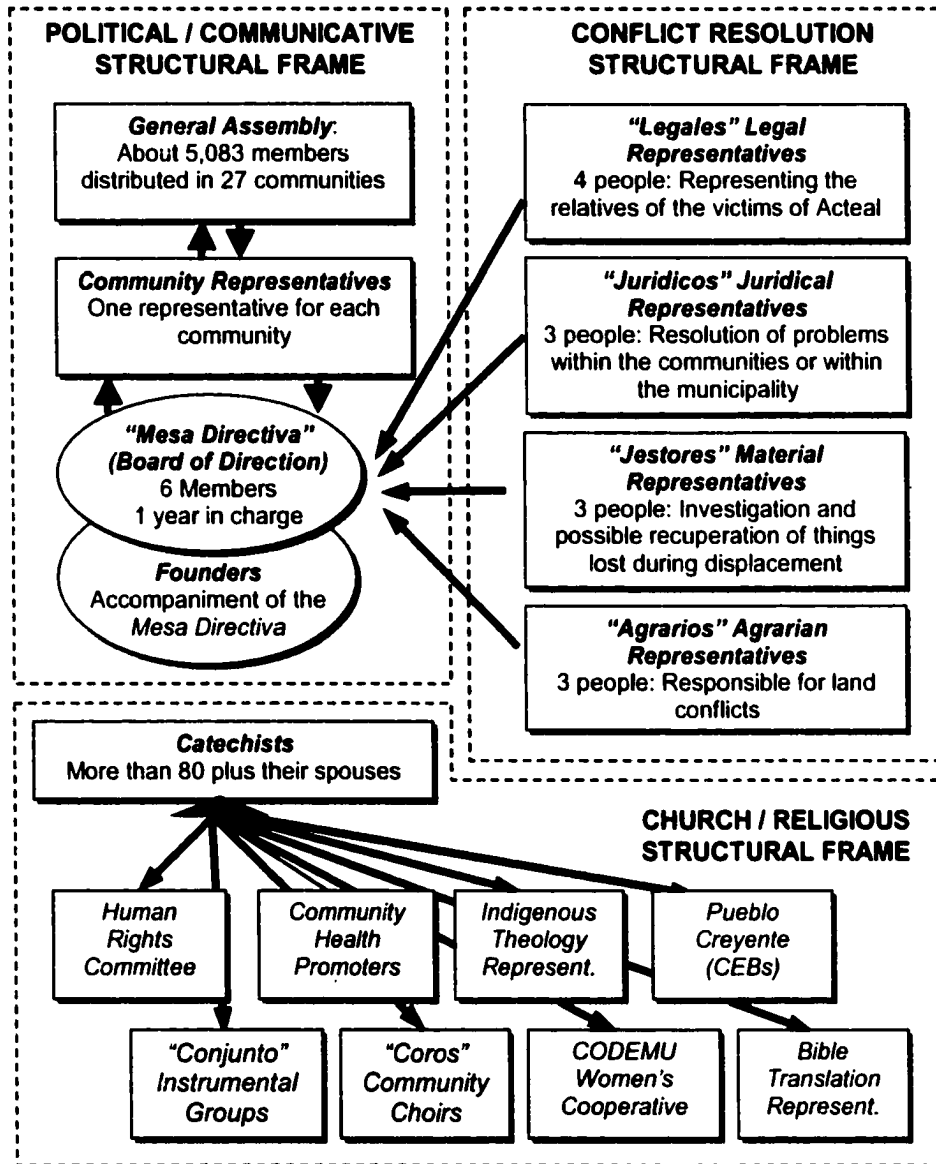 POLITICAL / COMMUNICATIVE
STRUCTURAL FRAME
General Assembly:
About 5,083 members
distributed in 27 communities
Community Representatives
One representative for each
community
“Mesa Directiva”
(Board of Direction)
6 Members
1 year in charge
Founders
Accompaniment of the
Mesa Directiva
CONFLICT RESOLUTION
STRUCTURAL FRAME
“Legales” Legal
Representatives
4 people: Representing the
relatives of the victims of Acteal
“Juridicos” Juridical
Representatives
3 people: Resolution of problems
within the communities or within
the municipality
“Jestores” Material
Representatives
3 people: Investigation and
possible recuperation of things
lost during displacement
“Agrarios” Agrarian
Representatives
3 people: Responsible for land
conflicts
Catechists
More than 80 plus their spouses
CHURCH / RELIGIOUS
STRUCTURAL FRAME
Human
Rights
Committee
Community
Health
Promoters
Indigenous
Theology
Represent.
Pueblo
Creyente
(CEBs)
“Conjunto”
Instrumental
Groups
“Coros”
Community
Choirs
CODEMU
Women's
Cooperative
Bible
Translation
Represent.